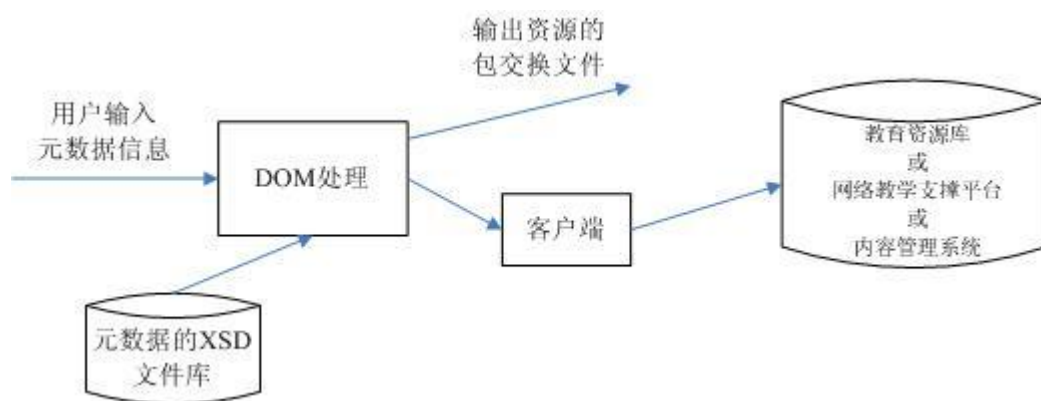 输出资源的
包交换文件
用户输入
元数据信息
DOM处理
客户端
教育资源库
或
网络教学支撑平台
或
内容管理系统
元数据的XSD
文件库